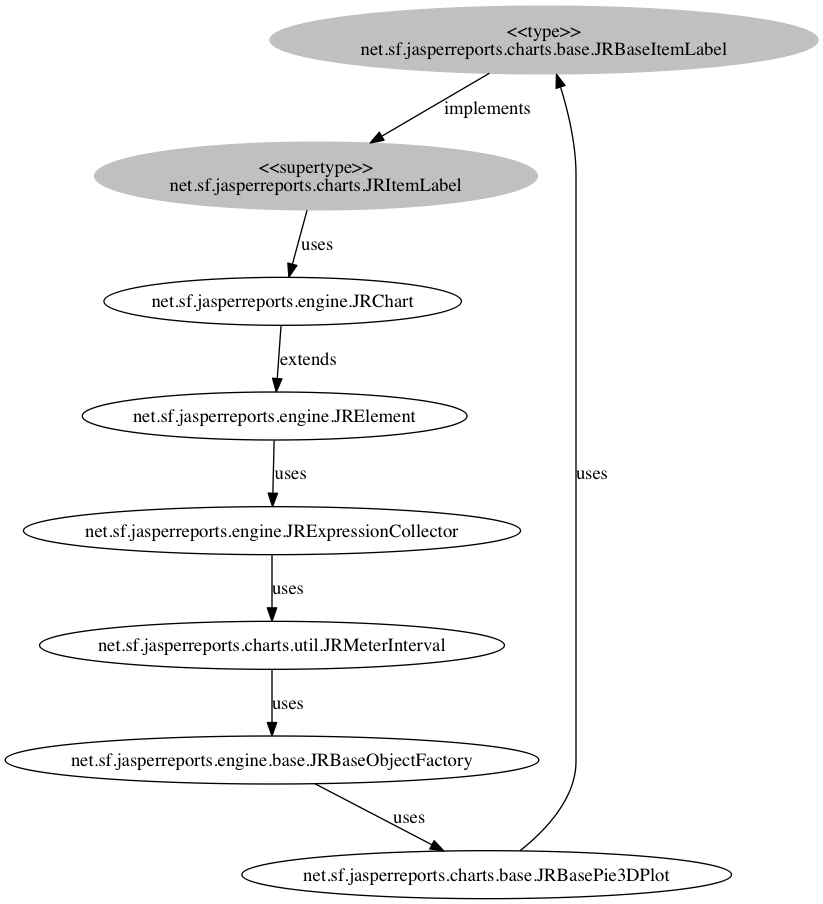 <<type>>
net.sf.jasperreports.charts.base.JRBaseItemLabel
implements
<<supertype>>
net.sf.jasperreports.charts.JRItemLabel
uses
net.sf.jasperreports.engine.JRChart
extends
net.sf.jasperreports.engine.JRElement
uses
uses
net.sf.jasperreports.engine.JRExpressionCollector
uses
net.sf.jasperreports.charts.util.JRMeterInterval
uses
net.sf.jasperreports.engine.base.JRBaseObjectFactory
uses
net.sf.jasperreports.charts.base.JRBasePie3DPlot